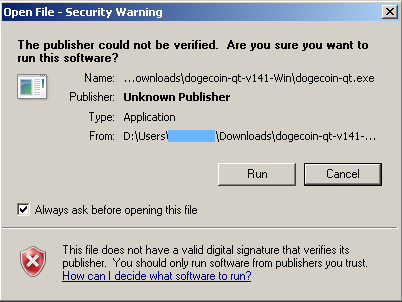 Open File - Security Warning
The publisher could not be verified.  Are you sure you want to
run this software?
Name: ...ownloads\dogecoin-qt-v141-Win\dogecoin-qt.exe
Publisher: Unknown Publisher
Type: Application
From: D:\Users\ \Downloads\dogecoin-qt-v141-...
Run Cancel
Always ask before opening this file
This file does not have a valid digital signature that verifies its
publisher.  You should only run software from publishers you trust.
How can I decide what software to run?